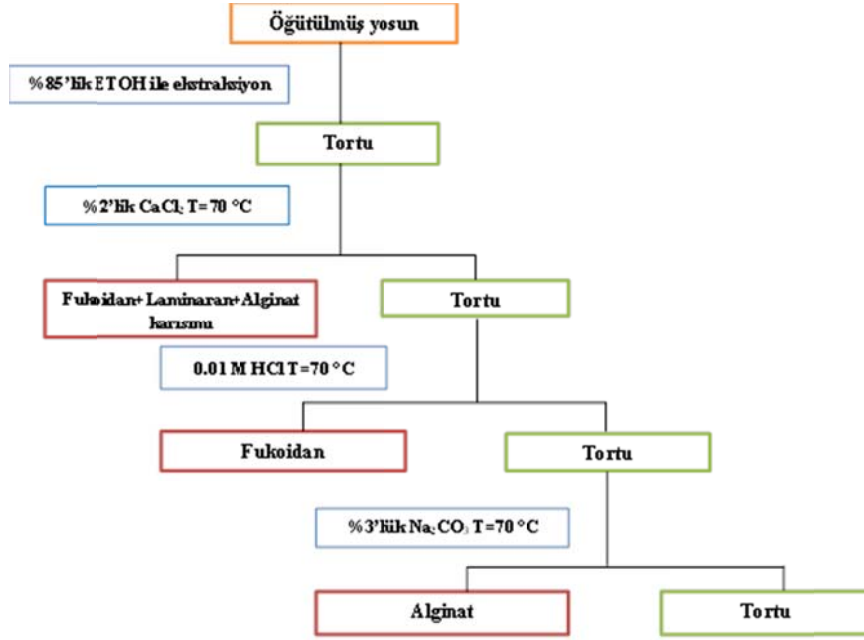 Öğütülmüş yosun
%85'lik ETOH ile ekstraksiyon
Tortu
%2'lik CaCl₂ T=70 °C
Fukoidan+Laminaran+Alginat
karışımı
Tortu
0.01 M HCl T=70 °C
Fukoidan
Tortu
%3'lük Na₂CO₃ T=70 °C
Alginat
Tortu